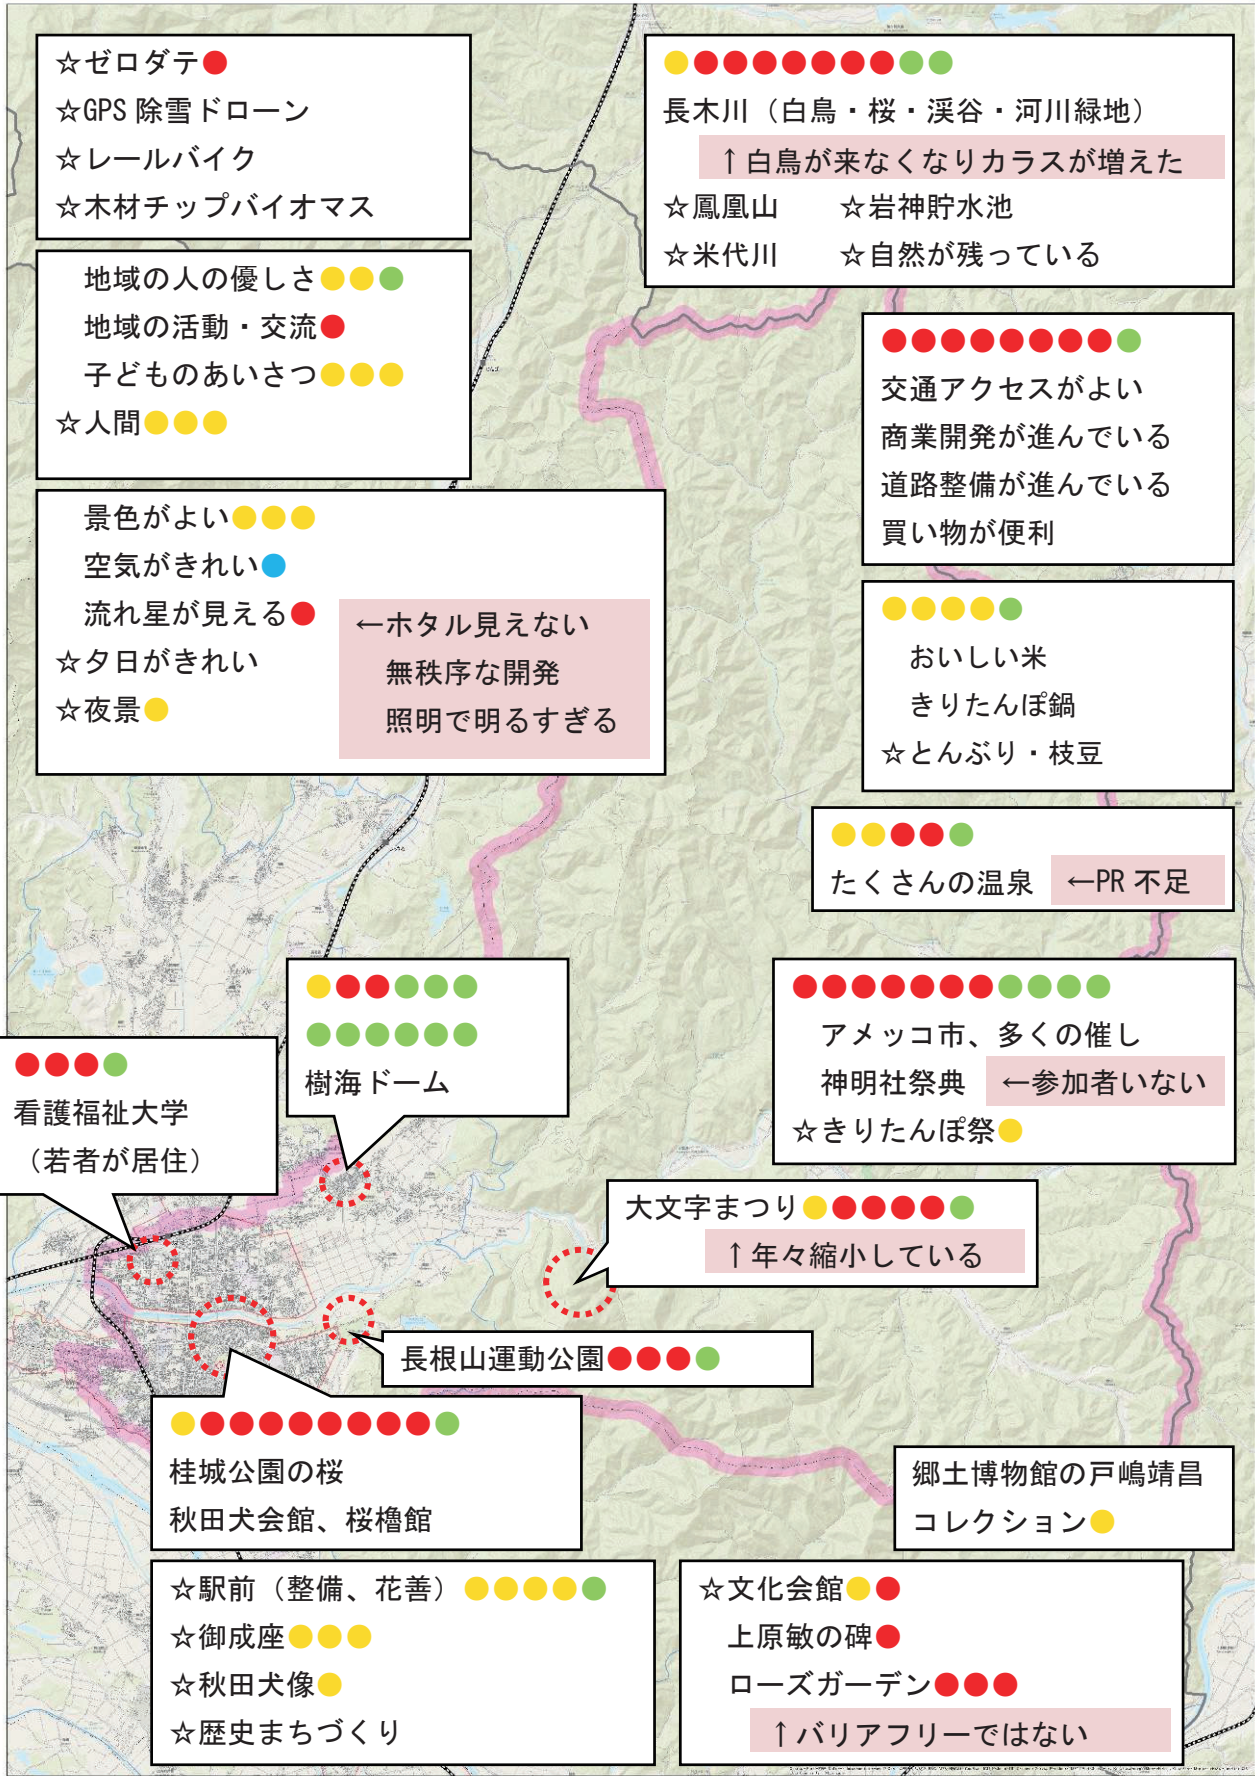 ☆ゼロダテ
☆GPS 除雪ドローン
☆レールバイク
☆木材チップバイオマス
長木川（白鳥・桜・渓谷・河川緑地）
↑白鳥が来なくなりカラスが増えた
☆鳳凰山　　☆岩神貯水池
☆米代川　　☆自然が残っている
地域の人の優しさ
地域の活動・交流
子どものあいさつ
☆人間
交通アクセスがよい
商業開発が進んでいる
道路整備が進んでいる
買い物が便利
景色がよい
空気がきれい
流れ星が見える
☆夕日がきれい
☆夜景
←ホタル見えない
無秩序な開発
照明で明るすぎる
おいしい米
きりたんぽ鍋
☆とんぶり・枝豆
たくさんの温泉　←PR 不足
樹海ドーム
アメッコ市、多くの催し
神明社祭典　←参加者いない
☆きりたんぽ祭
看護福祉大学
（若者が居住）
大文字まつり
↑年々縮小している
長根山運動公園
桂城公園の桜
秋田犬会館、桜櫓館
郷土博物館の戸嶋靖昌
コレクション
☆駅前（整備、花善）
☆御成座
☆秋田犬像
☆歴史まちづくり
☆文化会館
上原敏の碑
ローズガーデン
↑バリアフリーではない